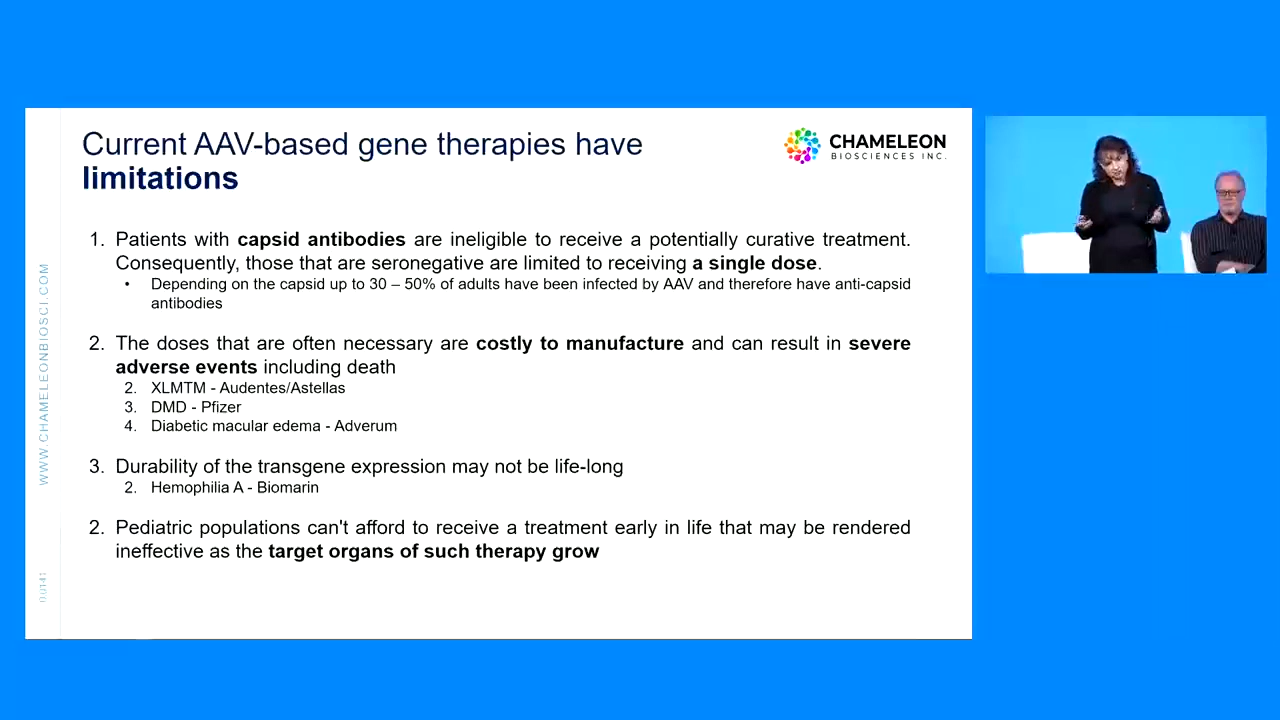 Current AAV-based gene therapies have
limitations
CHAMELEON
BIOSCIENCES INC.
1. Patients with capsid antibodies are ineligible to receive a potentially curative treatment.
Consequently, those that are seronegative are limited to receiving a single dose.
• Depending on the capsid up to 30 – 50% of adults have been infected by AAV and therefore have anti-capsid
antibodies
2. The doses that are often necessary are costly to manufacture and can result in severe
adverse events including death
2. XLMTM - Audentes/Astellas
3. DMD - Pfizer
4. Diabetic macular edema - Adverum
3. Durability of the transgene expression may not be life-long
2. Hemophilia A - Biomarin
2. Pediatric populations can't afford to receive a treatment early in life that may be rendered
ineffective as the target organs of such therapy grow
WWW.CHAMELEONBIOSCI.COM